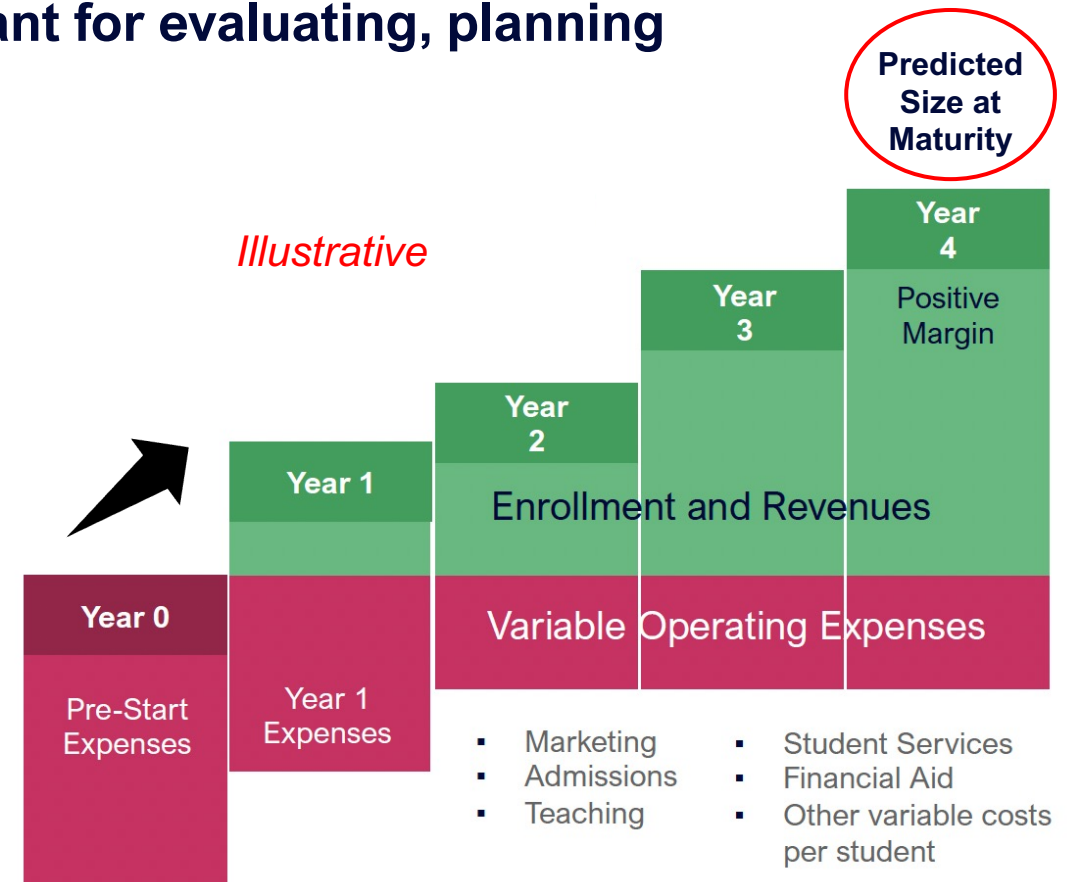 ant for evaluating, planning
Predicted
Size at
Maturity
Illustrative
Year
4
Positive
Margin
Year
3
Year
2
Year 1
Enrollment and Revenues
Year 0
Variable Operating Expenses
Pre-Start
Expenses
Year 1
Expenses
▪ Marketing
▪ Admissions
▪ Teaching
▪ Student Services
▪ Financial Aid
▪ Other variable costs
per student